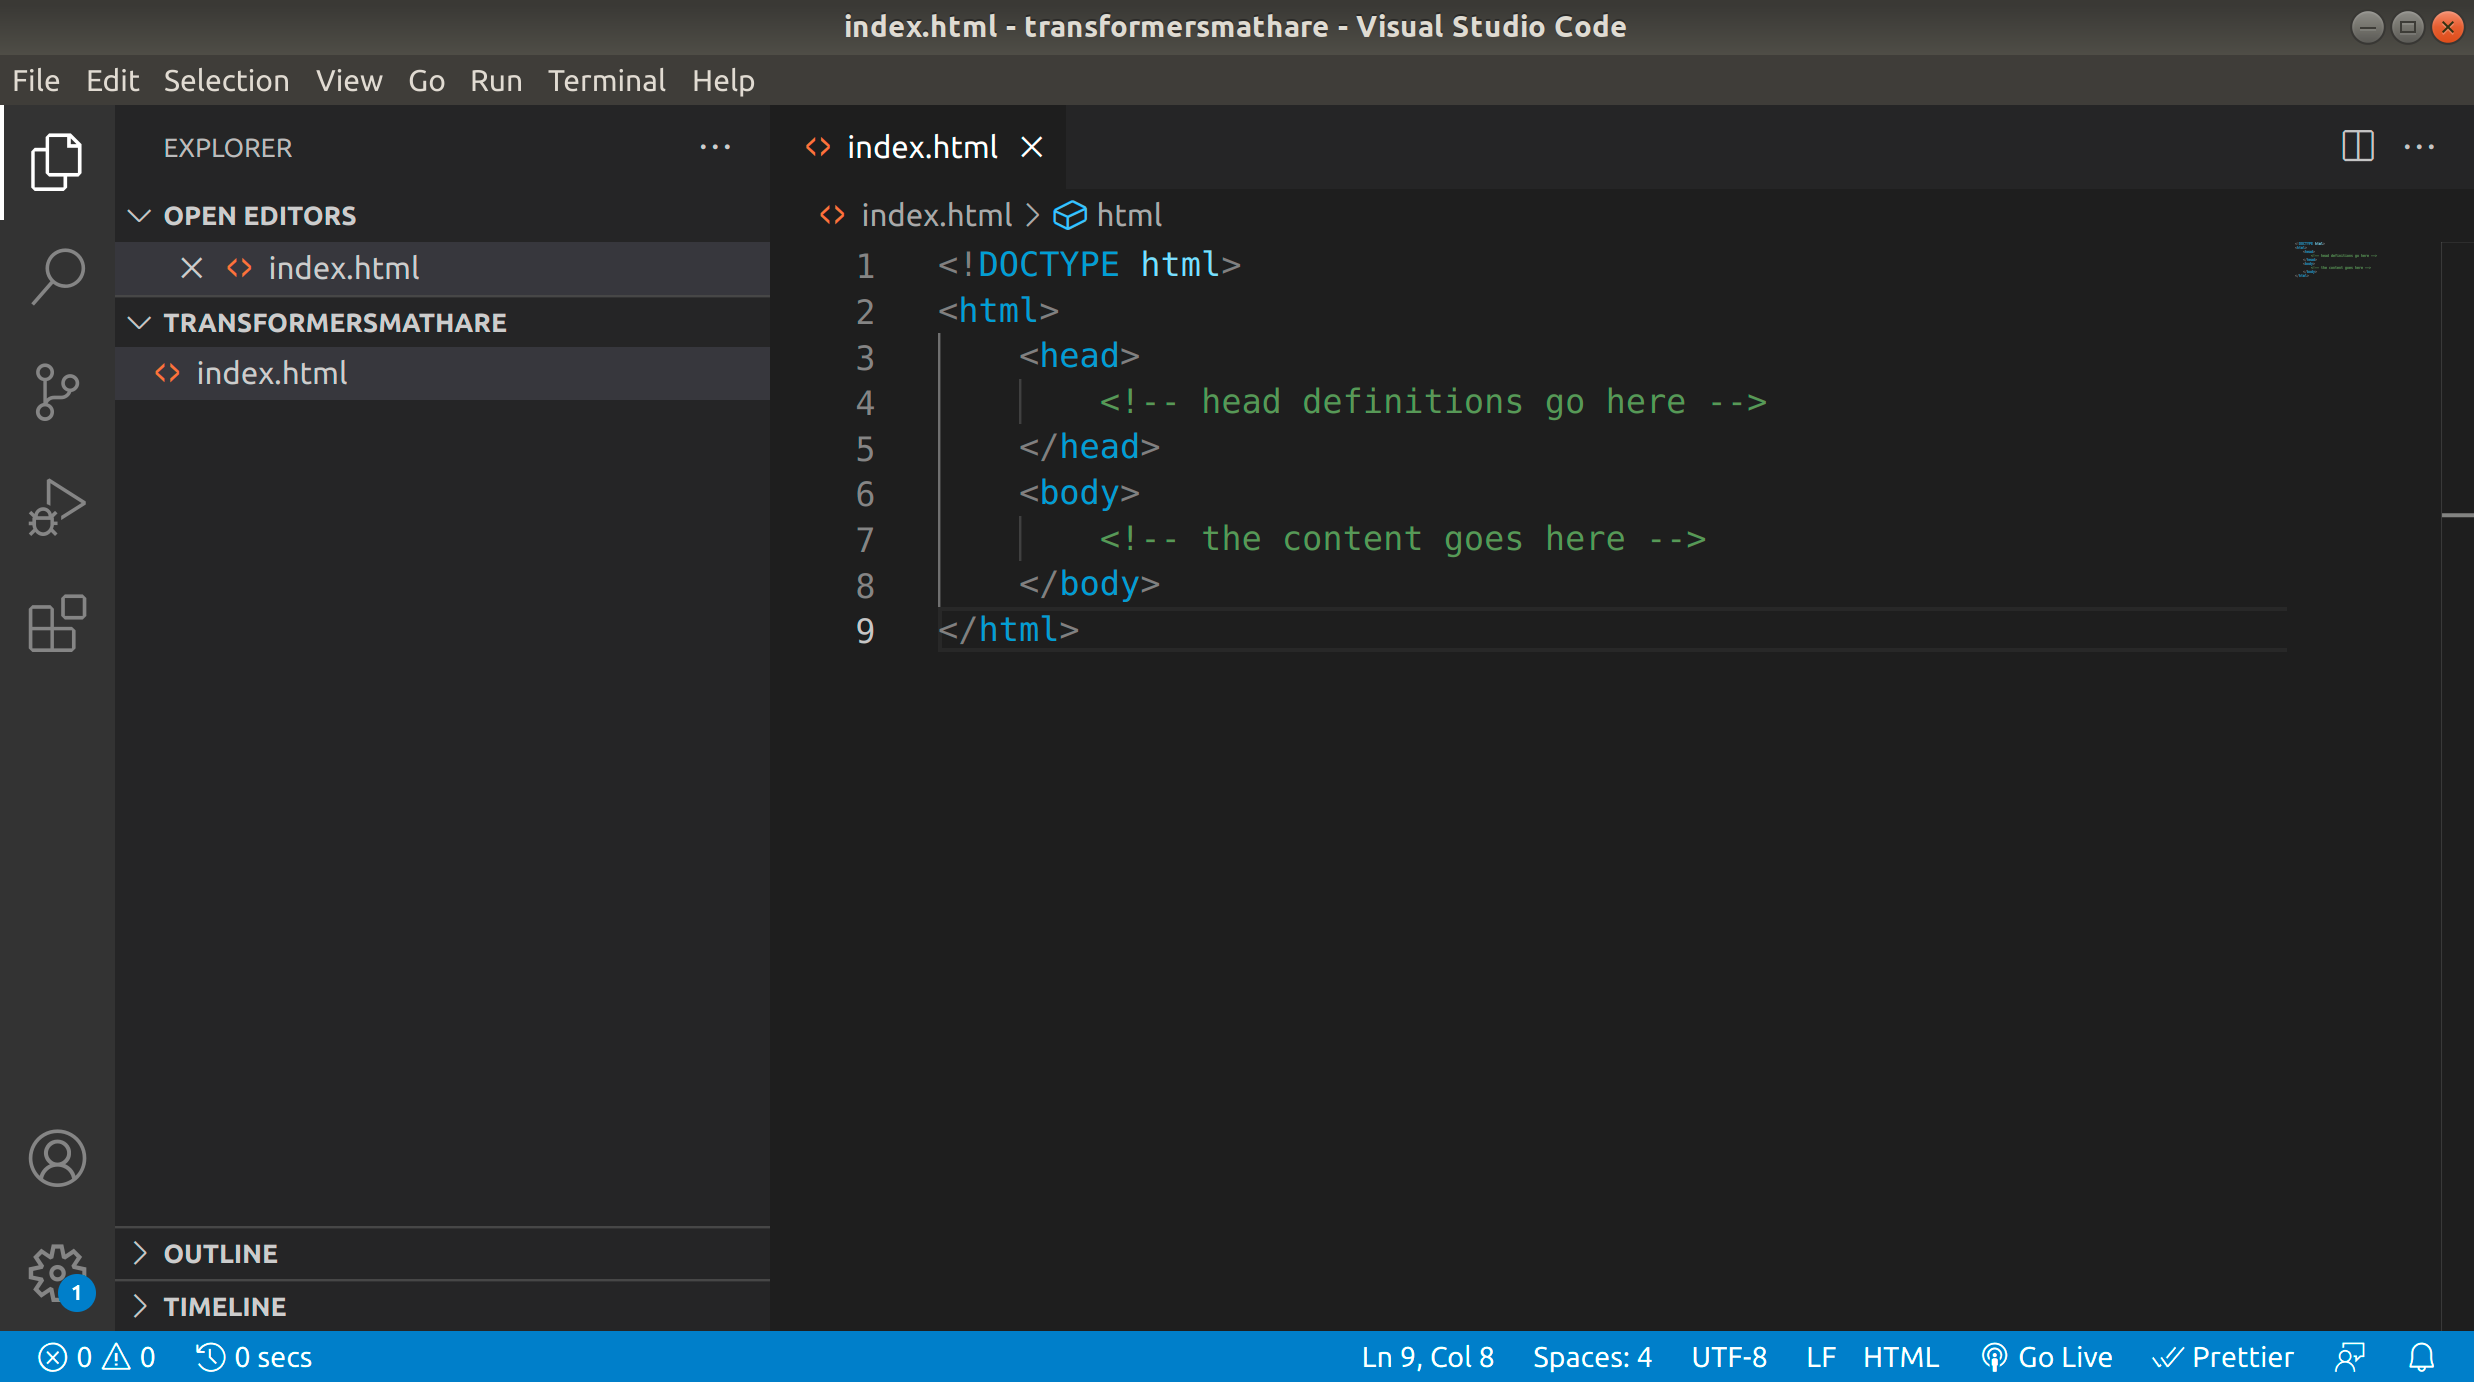 index.html - transformersmathare - Visual Studio Code
File Edit Selection View Go Run Terminal Help
EXPLORER
OPEN EDITORS
index.html
TRANSFORMERSMATHARE
index.html
OUTLINE
TIMELINE
index.html
index.html > html
1 <!DOCTYPE html>
2 <html>
3     <head>
4         <!-- head definitions go here -->
5     </head>
6     <body>
7         <!-- the content goes here -->
8     </body>
9 </html>
1
0 0 0 secs Ln 9, Col 8 Spaces: 4 UTF-8 LF HTML Go Live Prettier